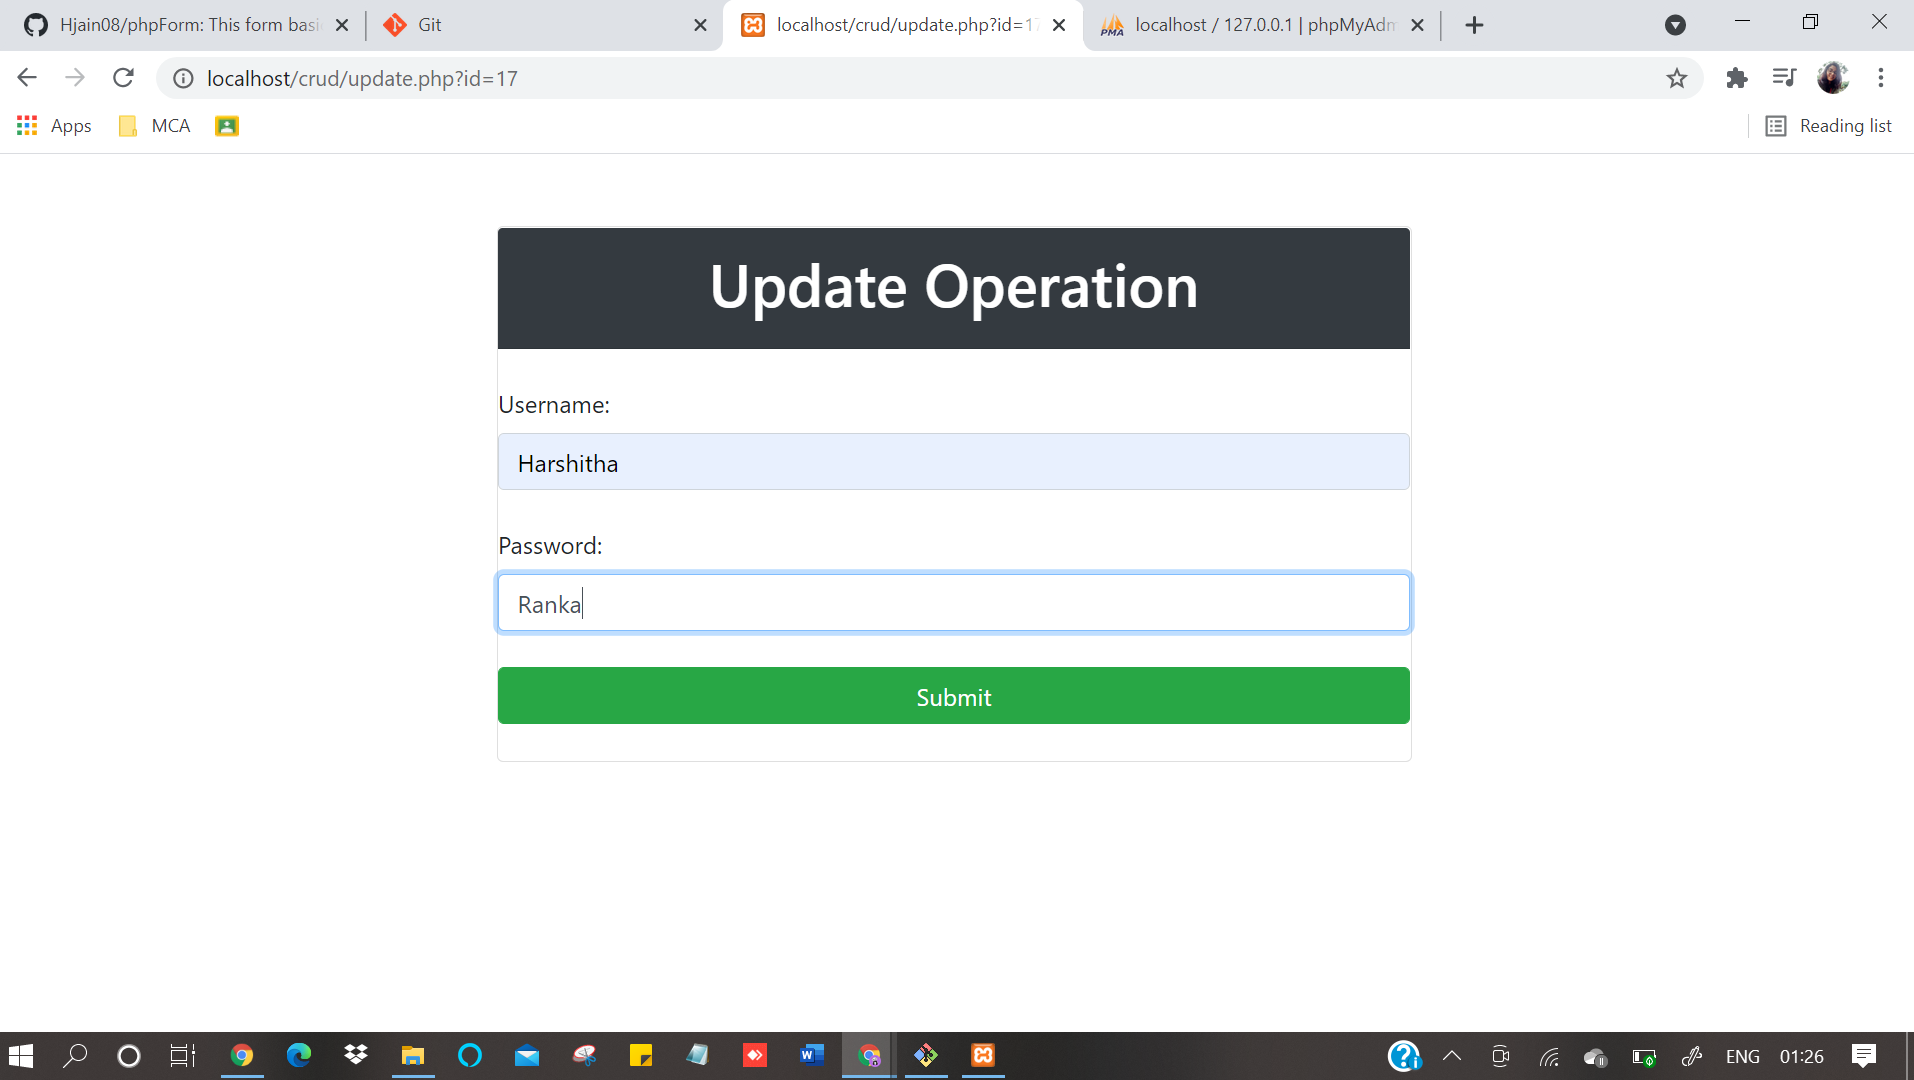 Hjain08/phpForm: This form basi
Git
localhost/crud/update.php?id=17
localhost / 127.0.0.1 | phpMyAdm
localhost/crud/update.php?id=17
Apps
MCA
Reading list
Update Operation
Username:
Harshitha
Password:
Ranka
Submit
ENG
01:26